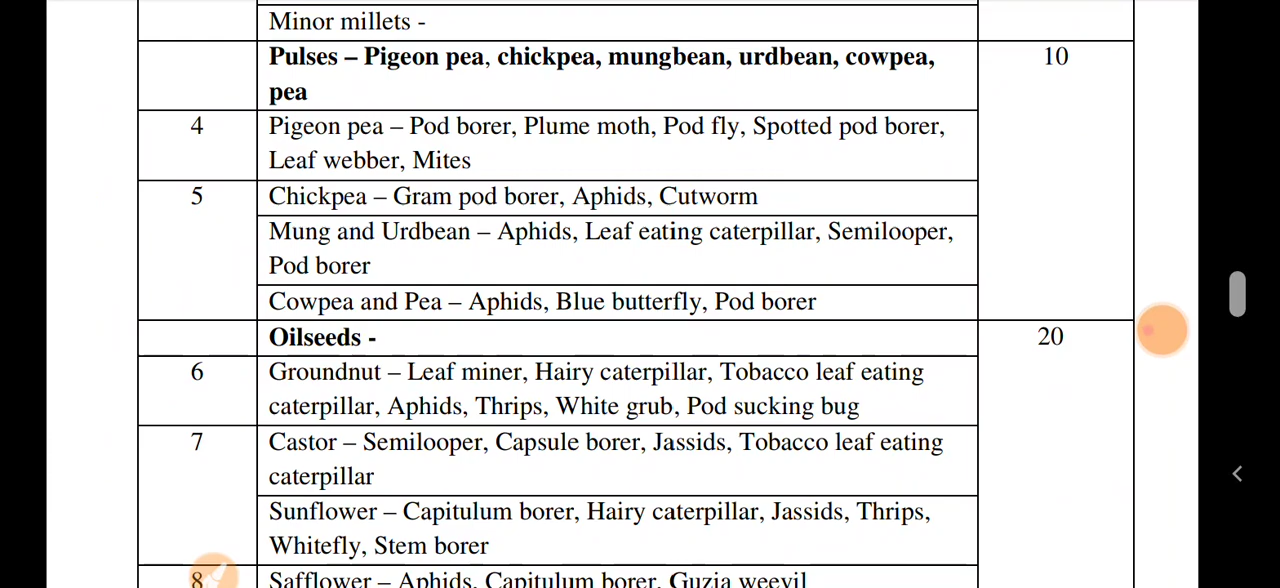 Minor millets -
Pulses – Pigeon pea, chickpea, mungbean, urdbean, cowpea,
10
pea
4
Pigeon pea – Pod borer, Plume moth, Pod fly, Spotted pod borer,
Leaf webber, Mites
5
Chickpea – Gram pod borer, Aphids, Cutworm
Mung and Urdbean – Aphids, Leaf eating caterpillar, Semilooper,
Pod borer
Cowpea and Pea – Aphids, Blue butterfly, Pod borer
Oilseeds -
20
6
Groundnut – Leaf miner, Hairy caterpillar, Tobacco leaf eating
caterpillar, Aphids, Thrips, White grub, Pod sucking bug
7
Castor – Semilooper, Capsule borer, Jassids, Tobacco leaf eating
caterpillar
Sunflower – Capitulum borer, Hairy caterpillar, Jassids, Thrips,
Whitefly, Stem borer
8
Safflower – Aphids, Capitulum borer, Guzia weevil